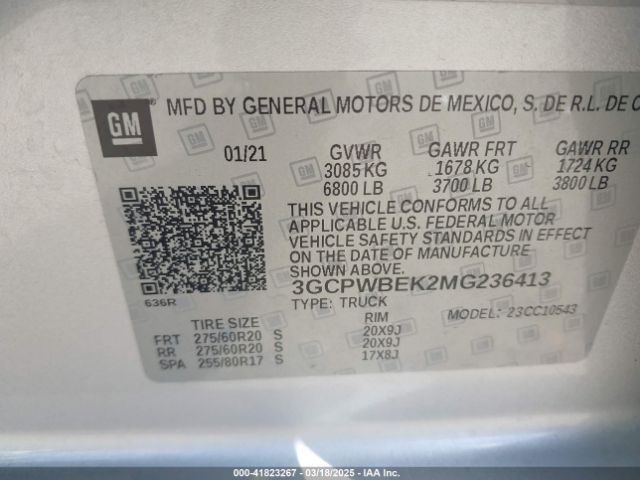 GM
MFD BY GENERAL MOTORS DE MEXICO, S. DE R.L. DE C
01/21 GVWR GAWR FRT GAWR RR
3085 KG 1678 KG 1724 KG
6800 LB 3700 LB 3800 LB
THIS VEHICLE CONFORMS TO ALL
APPLICABLE U.S. FEDERAL MOTOR
VEHICLE SAFETY STANDARDS IN EFFECT
ON THE DATE OF MANUFACTURE
SHOWN ABOVE.
3GCPWBEK2MG236413
636R TYPE: TRUCK MODEL: 23CC10543
TIRE SIZE RIM
FRT 275/60R20 S 20X9J
RR 275/60R20 S 20X9J
SPA 255/80R17 S 17X8J
000-41823267 — 03/18/2025 — IAA Inc.